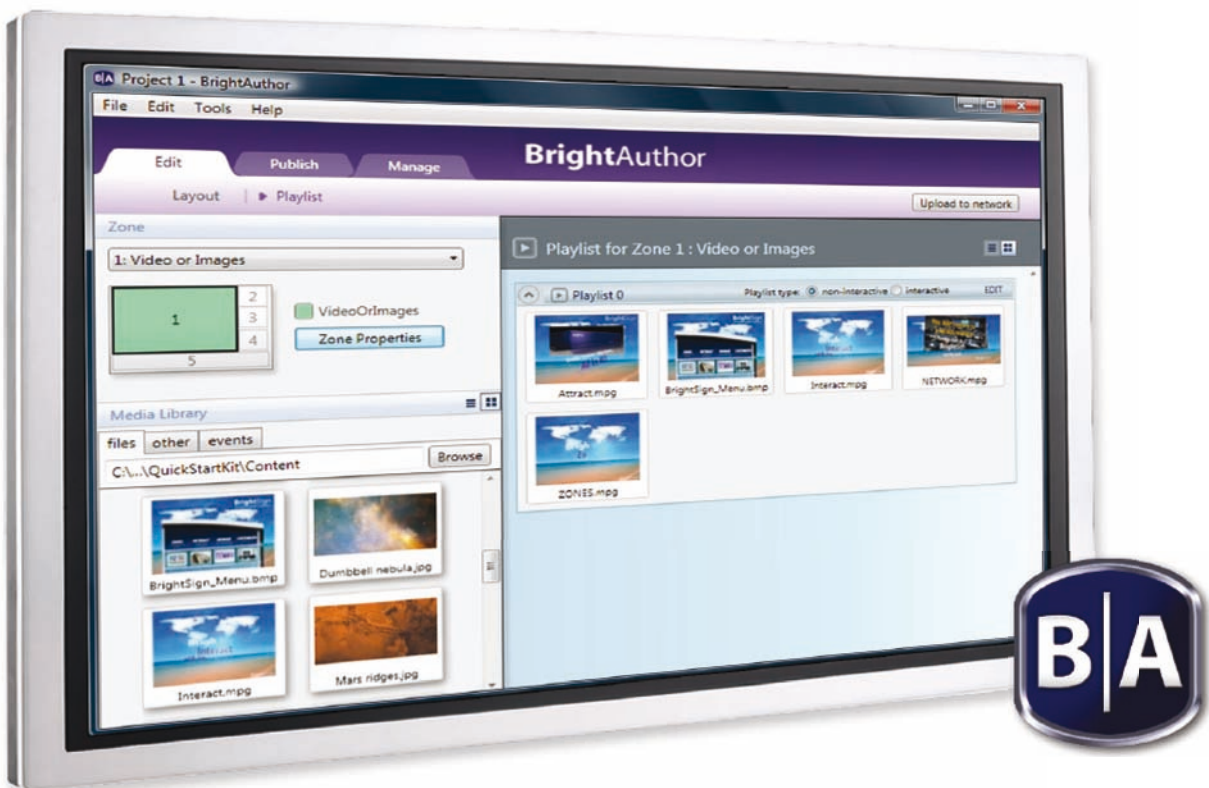 B|A Project 1 - BrightAuthor
File Edit Tools Help
Edit Publish Manage BrightAuthor
Layout Playlist
Upload to network
Zone
1: Video or Images
1
2
3
4
5
VideoOrImages
Zone Properties
Media Library
files other events
C:\...\QuickStartKit\Content Browse
BrightSign_Menu.bmp
Dumbbell nebula.jpg
Interact
Interact.mpg
Mars ridges.jpg
Playlist for Zone 1 : Video or Images
Playlist 0 Playlist type: non-interactive interactive EDIT
Attract.mpg
BrightSign_Menu.bmp
Interact
Interact.mpg
NETWORK.mpg
ZONES.mpg
B|A